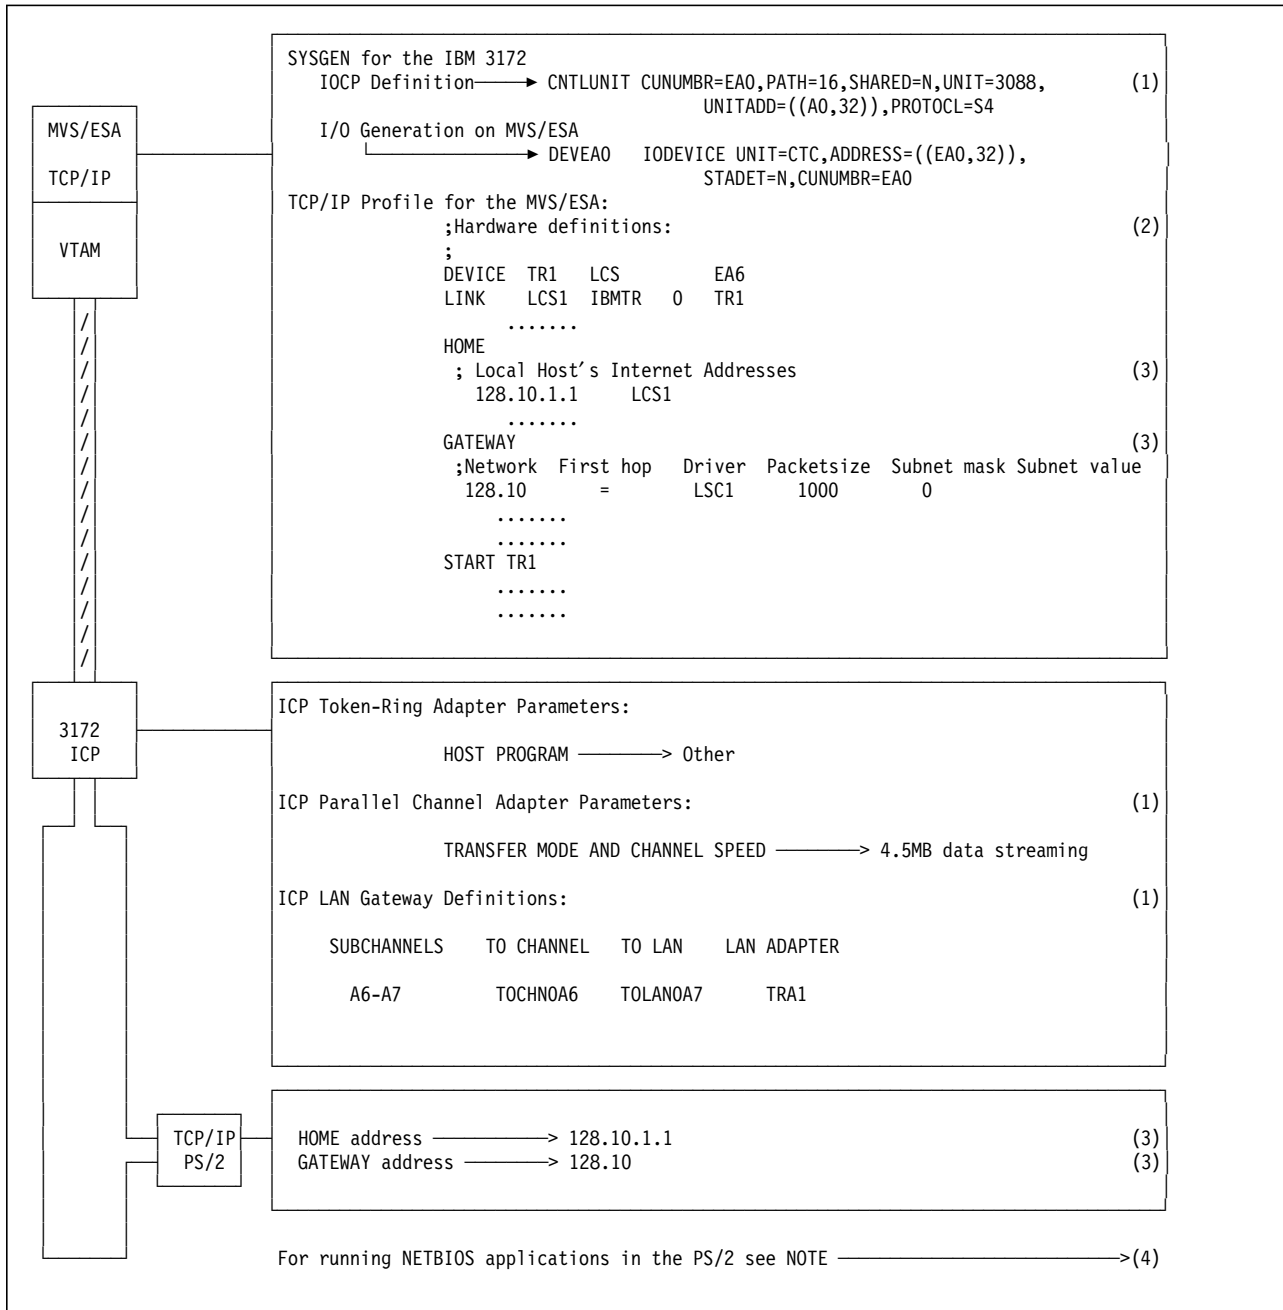 SYSGEN for the IBM 3172
IOCP Definition CNTLUNIT CUNUMBR=EA0,PATH=16,SHARED=N,UNIT=3088, (1)
UNITADD=((A0,32)),PROTOCL=S4
I/O Generation on MVS/ESA
DEVEA0 IODEVICE UNIT=CTC,ADDRESS=((EA0,32)),
STADET=N,CUNUMBR=EA0
MVS/ESA
TCP/IP
VTAM
TCP/IP Profile for the MVS/ESA:
;Hardware definitions: (2)
;
DEVICE TR1 LCS EA6
LINK LCS1 IBMTR 0 TR1
.......
HOME
; Local Host's Internet Addresses (3)
128.10.1.1 LCS1
.......
GATEWAY (3)
;Network First hop Driver Packetsize Subnet mask Subnet value
128.10 = LSC1 1000 0
.......
.......
START TR1
.......
.......
3172
ICP
ICP Token-Ring Adapter Parameters:
HOST PROGRAM > Other
ICP Parallel Channel Adapter Parameters: (1)
TRANSFER MODE AND CHANNEL SPEED > 4.5MB data streaming
ICP LAN Gateway Definitions: (1)
SUBCHANNELS TO CHANNEL TO LAN LAN ADAPTER
A6-A7 TOCHN0A6 TOLAN0A7 TRA1
TCP/IP
PS/2
HOME address > 128.10.1.1 (3)
GATEWAY address > 128.10 (3)
For running NETBIOS applications in the PS/2 see NOTE >(4)